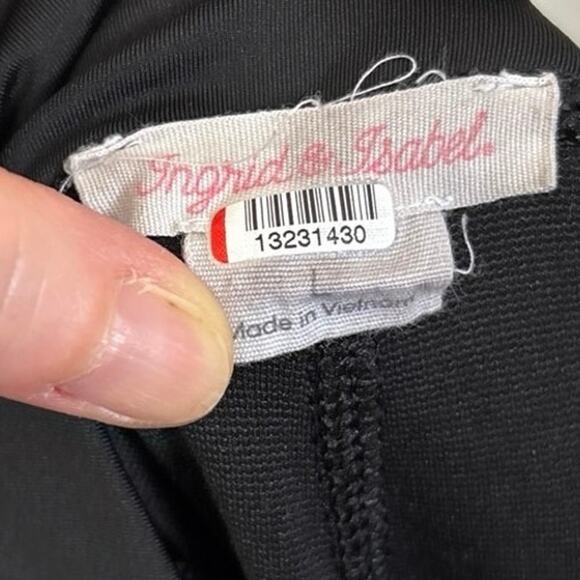 Ingrid & Isabel.
13231430
L
Made in Vietnam